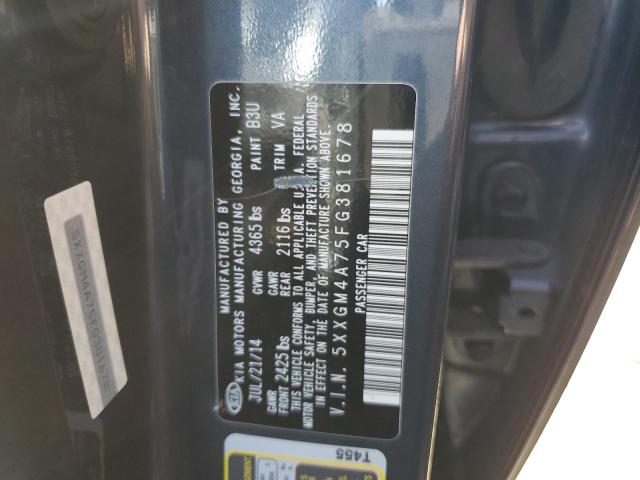 MANUFACTURED BY
KIA KIA MOTORS MANUFACTURING GEORGIA, INC.
JUL/21/14 GVWR 4365 lbs PAINT B3U
GAWR FRONT 2425 lbs GAWR REAR 2116 lbs TRIM VA
THIS VEHICLE CONFORMS TO ALL APPLICABLE U.S.A. FEDERAL
MOTOR VEHICLE SAFETY, BUMPER, AND THEFT PREVENTION STANDARDS
IN EFFECT ON THE DATE OF MANUFACTURE SHOWN ABOVE.
V.I.N. 5XXGM4A75FG381678
PASSENGER CAR
5XXGM4A75FG381678
T455